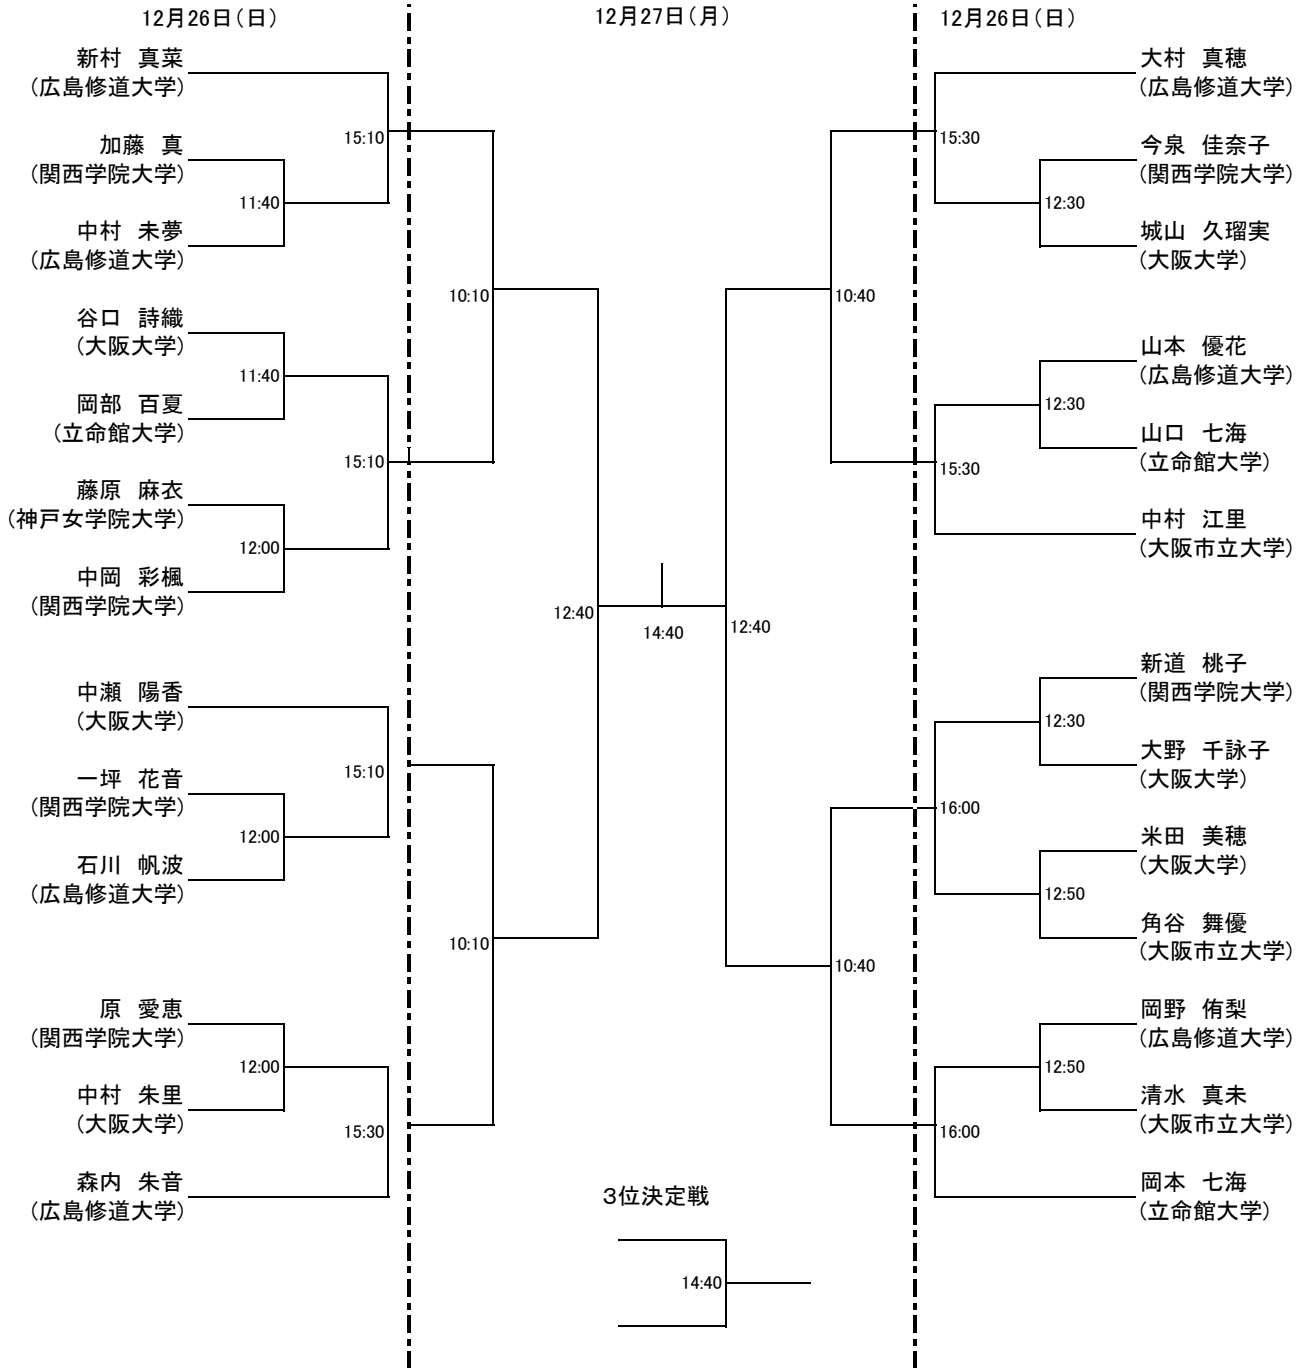 12月26日（日）
12月27日（月）
12月26日（日）
新村　真菜
（広島修道大学）
15:10
加藤　真
（関西学院大学）
11:40
中村　未夢
（広島修道大学）
10:10
谷口　詩織
（大阪大学）
11:40
岡部　百夏
（立命館大学）
15:10
藤原　麻衣
（神戸女学院大学）
12:00
中岡　彩楓
（関西学院大学）
12:40
中瀬　陽香
（大阪大学）
15:10
一坪　花音
（関西学院大学）
12:00
石川　帆波
（広島修道大学）
10:10
原　愛恵
（関西学院大学）
12:00
中村　朱里
（大阪大学）
15:30
森内　朱音
（広島修道大学）
14:40
大村　真穂
（広島修道大学）
15:30
今泉　佳奈子
（関西学院大学）
12:30
城山　久瑠実
（大阪大学）
10:40
山本　優花
（広島修道大学）
12:30
山口　七海
（立命館大学）
15:30
中村　江里
（大阪市立大学）
12:40
新道　桃子
（関西学院大学）
12:30
大野　千詠子
（大阪大学）
16:00
米田　美穂
（大阪大学）
12:50
角谷　舞優
（大阪市立大学）
10:40
岡野　侑梨
（広島修道大学）
12:50
清水　真未
（大阪市立大学）
16:00
岡本　七海
（立命館大学）
３位決定戦
14:40